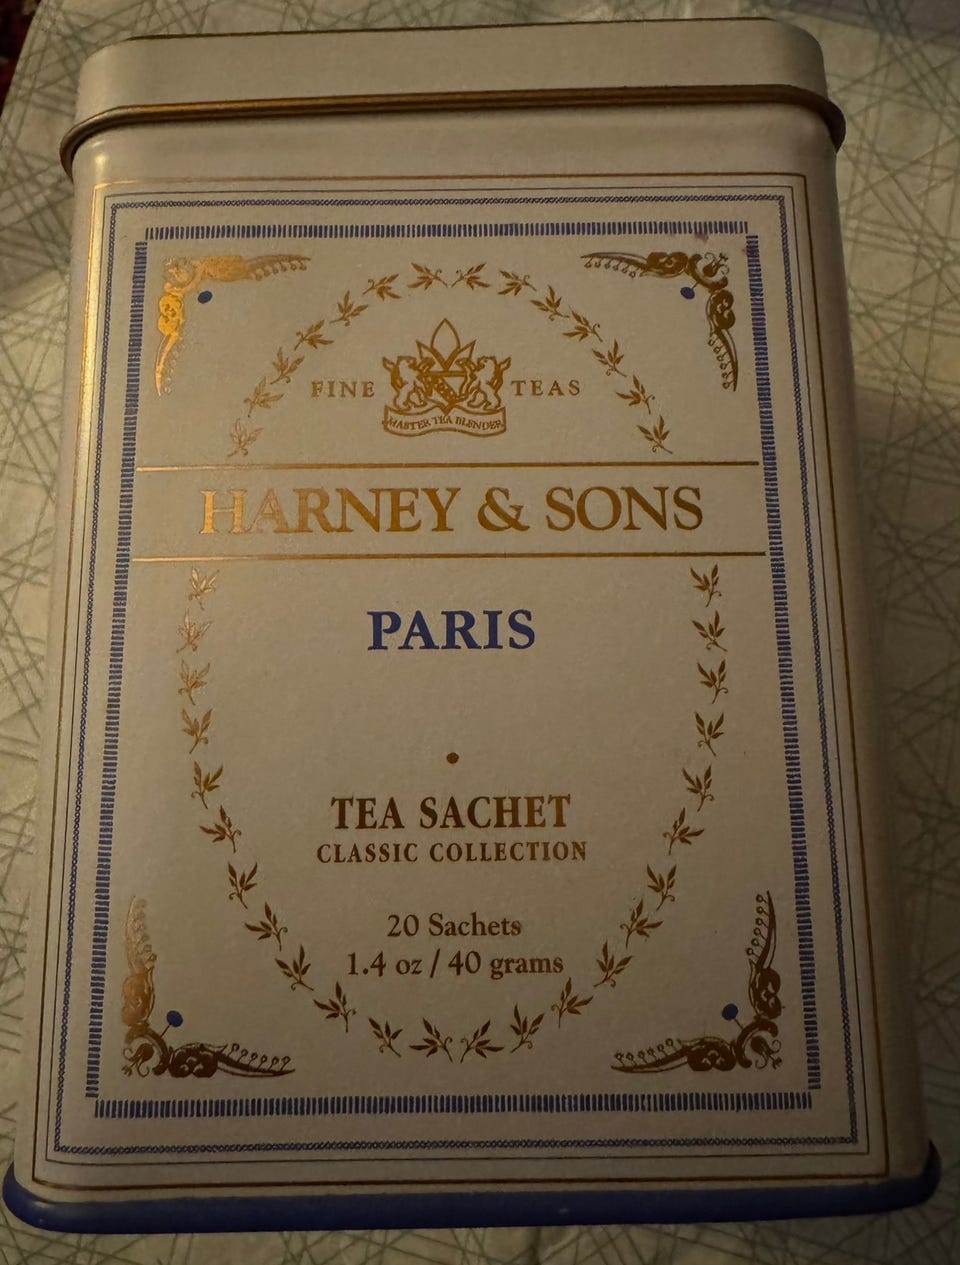 FINE TEAS
MASTER TEA BLENDER
HARNEY & SONS
PARIS
TEA SACHET
CLASSIC COLLECTION
20 Sachets
1.4 oz / 40 grams